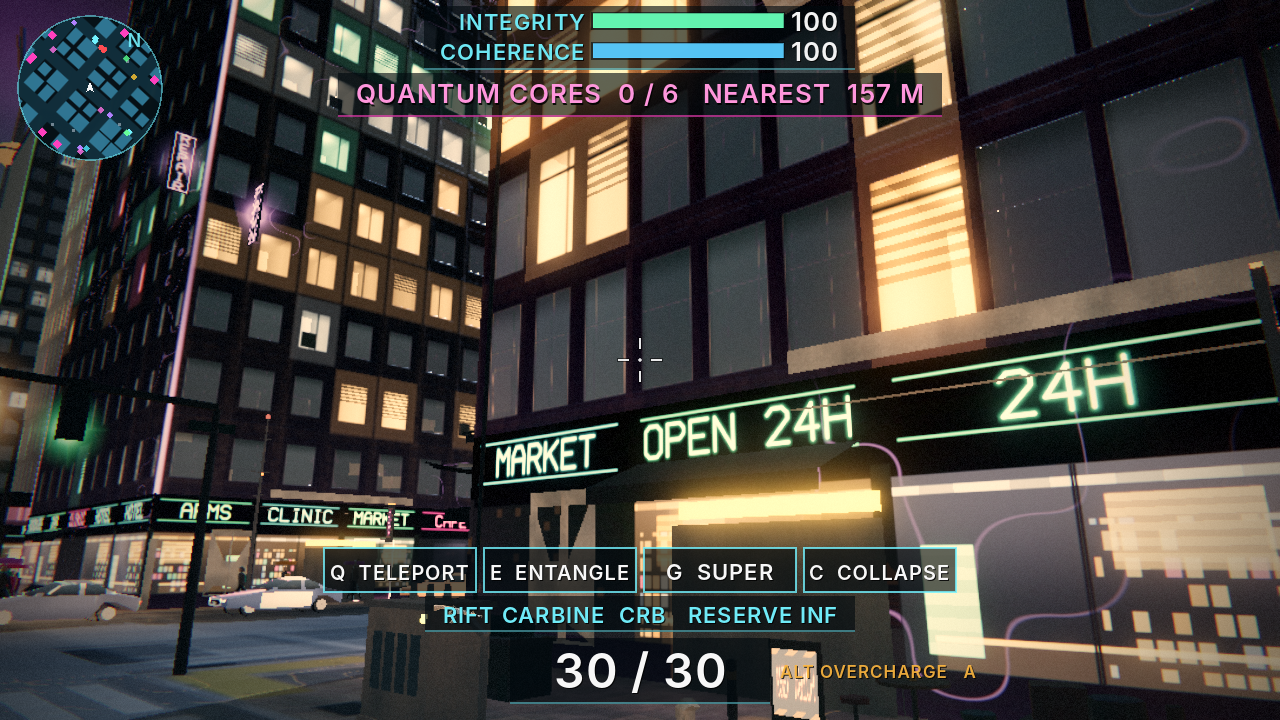 N
INTEGRITY 100
COHERENCE 100
QUANTUM CORES 0 / 6 NEAREST 157 M
MARKET
OPEN 24H
24H
ARMS
CLINIC
MARKET
Q TELEPORT
E ENTANGLE
G SUPER
C COLLAPSE
RIFT CARBINE CRB RESERVE INF
30 / 30
ALT OVERCHARGE A